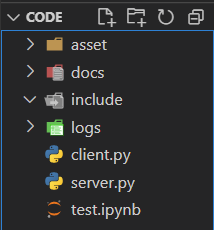 CODE
asset
docs
include
logs
client.py
server.py
test.ipynb